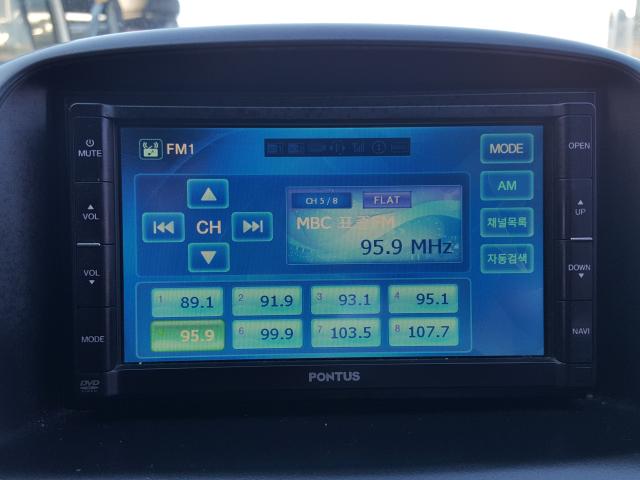 MUTE
VOL
VOL
MODE
DVD
FM1
MODE
AM
채널목록
자동검색
CH
CH 5 / 8
FLAT
MBC 표준FM
95.9 MHz
1 89.1
2 91.9
3 93.1
4 95.1
5 95.9
6 99.9
7 103.5
8 107.7
OPEN
UP
DOWN
NAVI
PONTUS